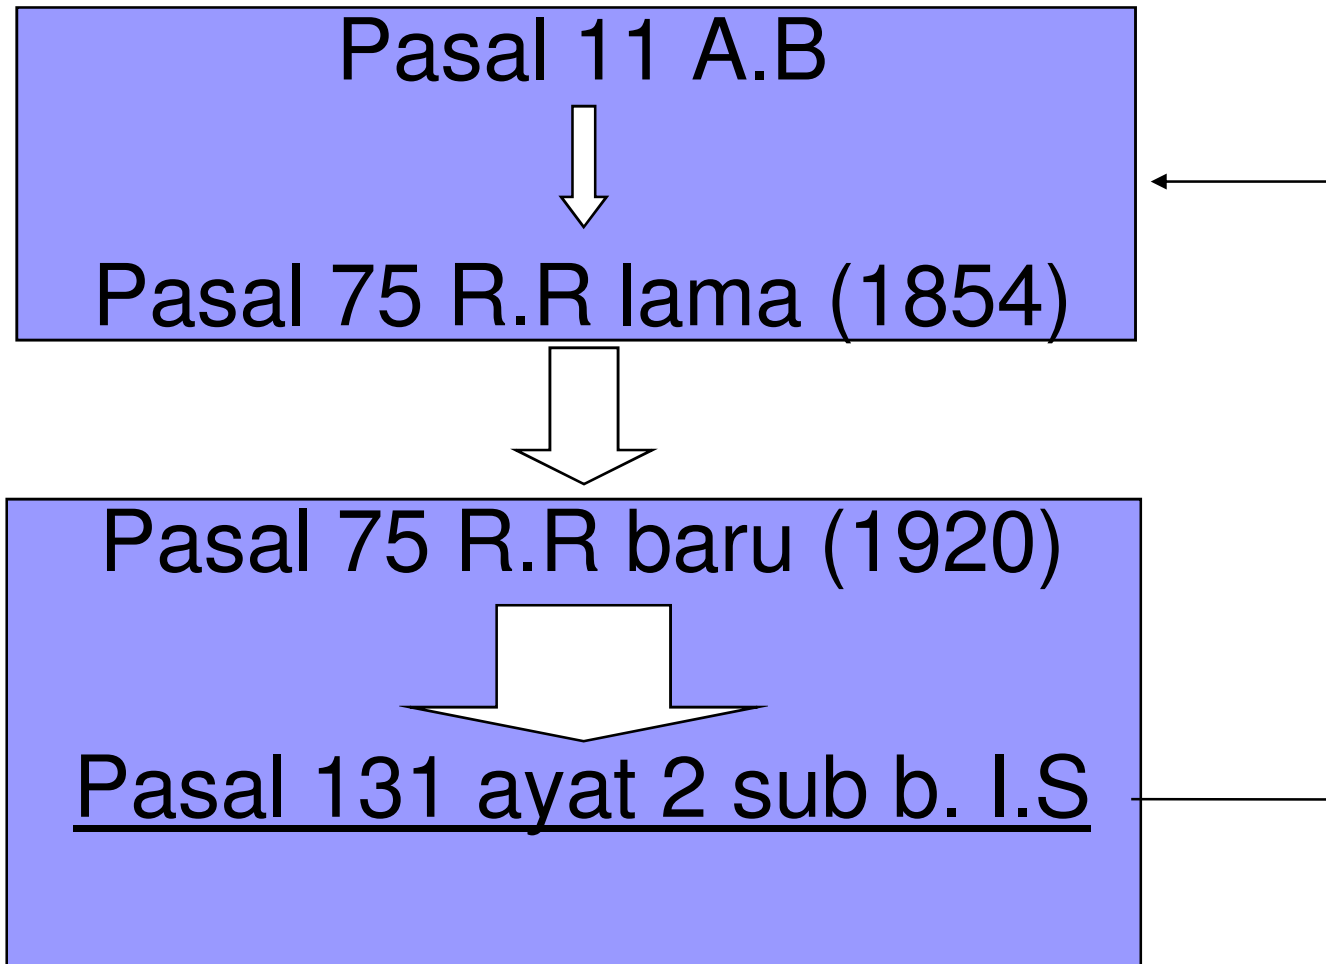 Pasal 11 A.B
Pasal 75 R.R lama (1854)
Pasal 75 R.R baru (1920)
Pasal 131 ayat 2 sub b. I.S